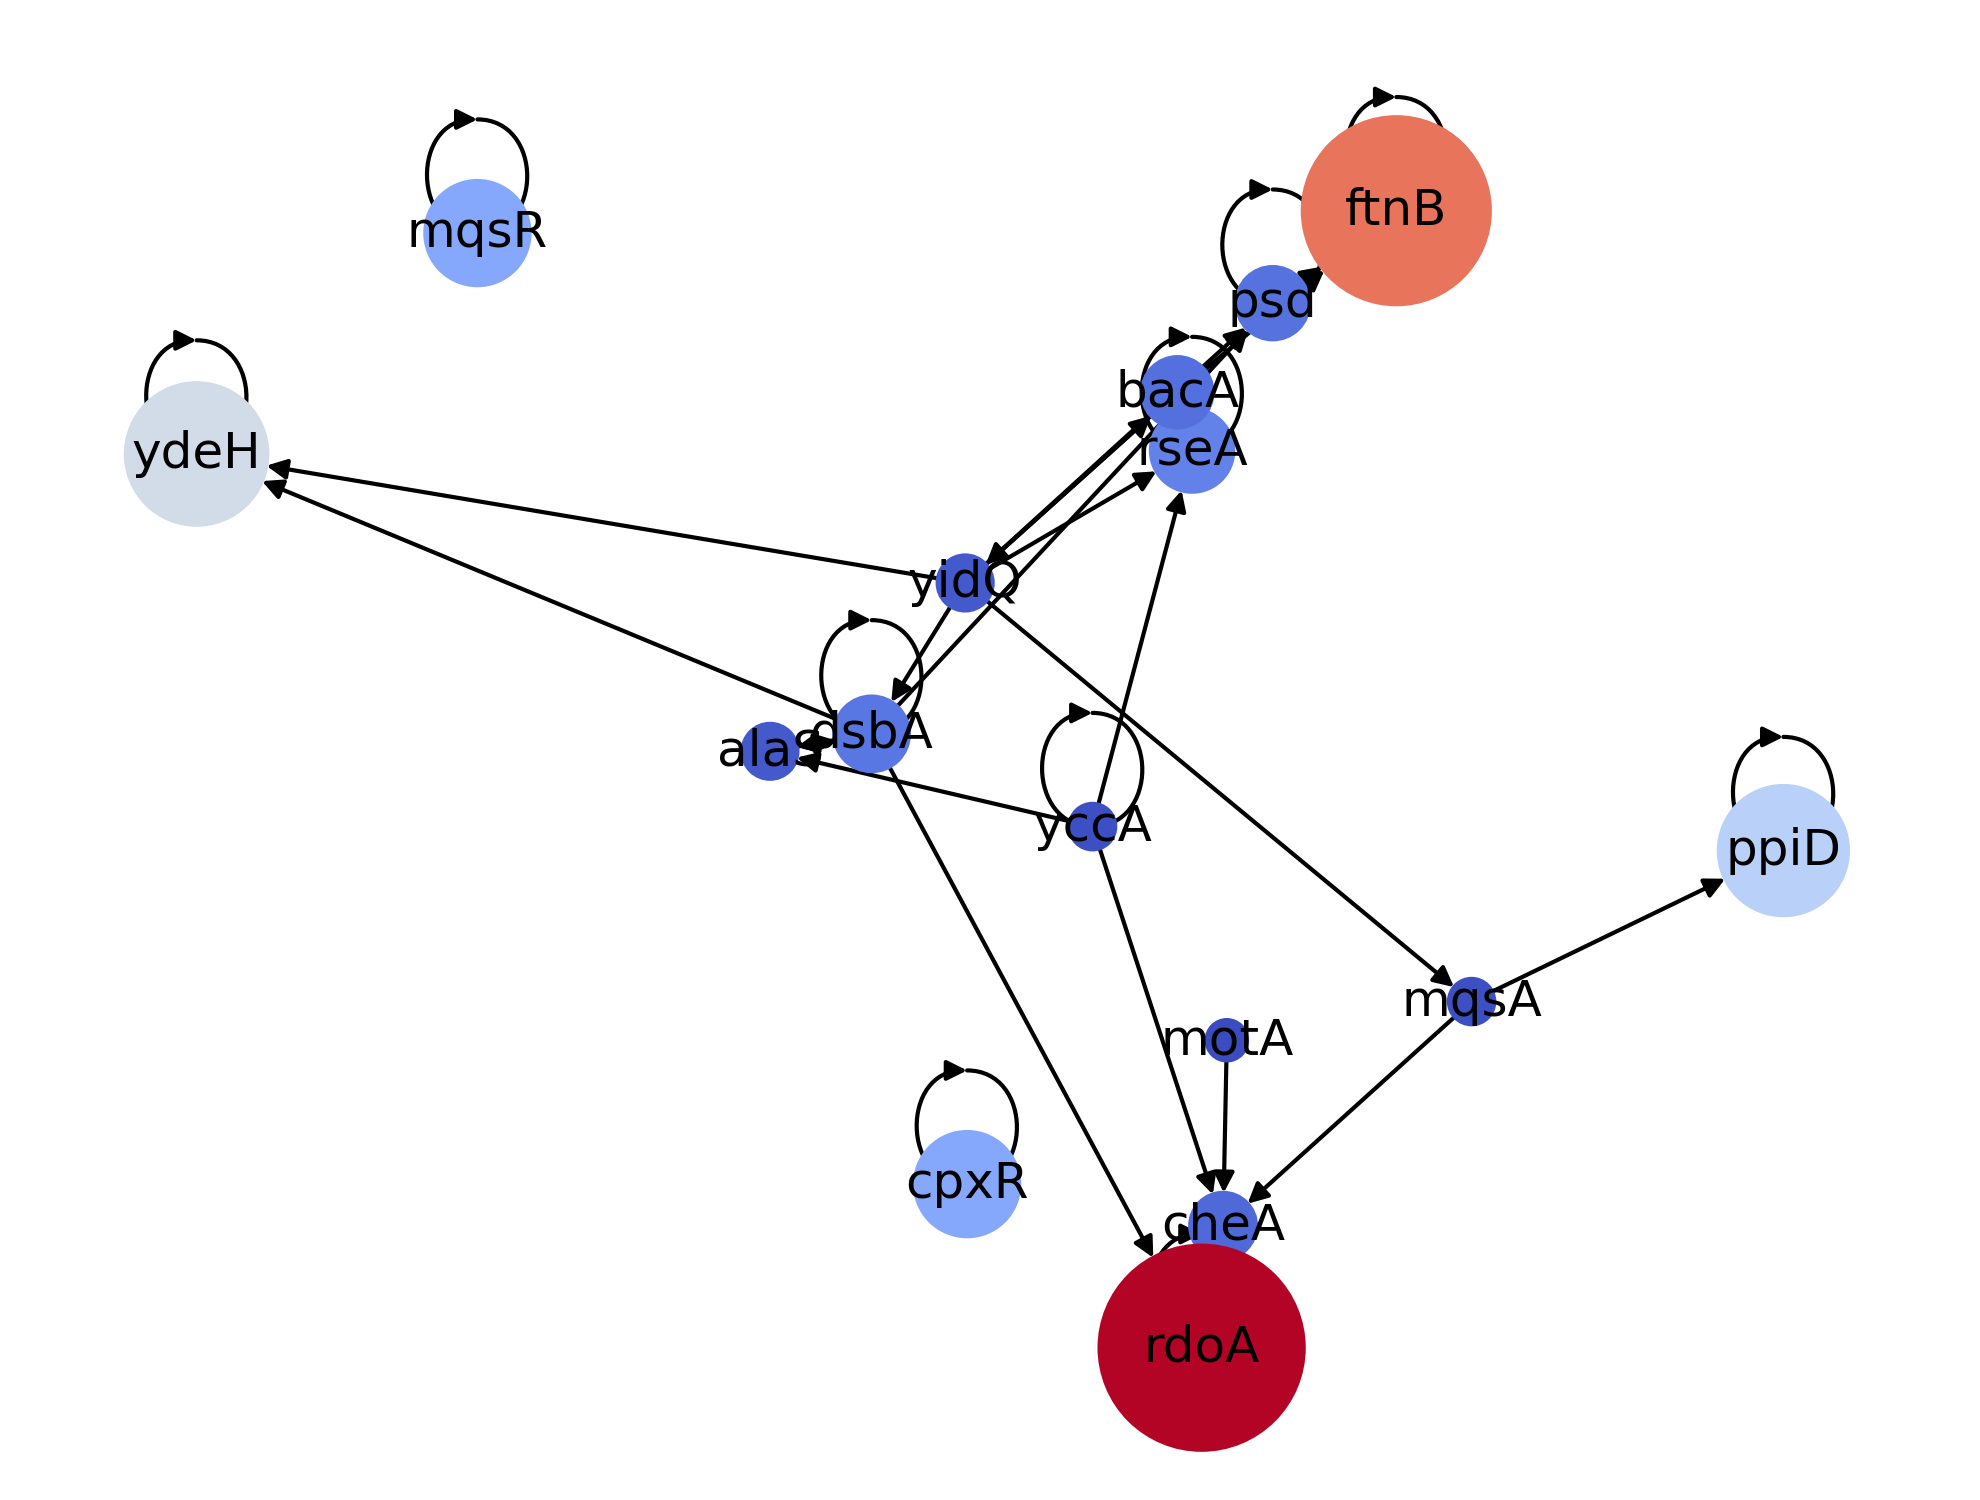 ftnB
mqsR
psd
bacA
rseA
ydeH
yidQ
dsbA
alaS
yccA
ppiD
mqsA
motA
cpxR
cheA
rdoA